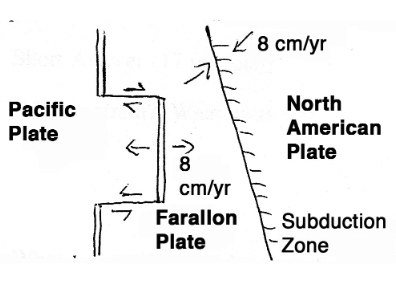 8 cm/yr
Pacific
Plate
North
American
Plate
8
cm/yr
Farallon
Plate
Subduction
Zone